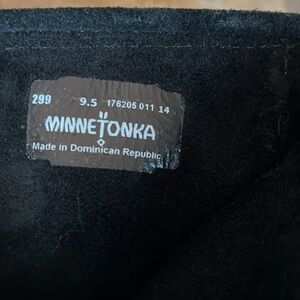 299 9.5 176205 011 14
MINNETONKA
Made in Dominican Republic